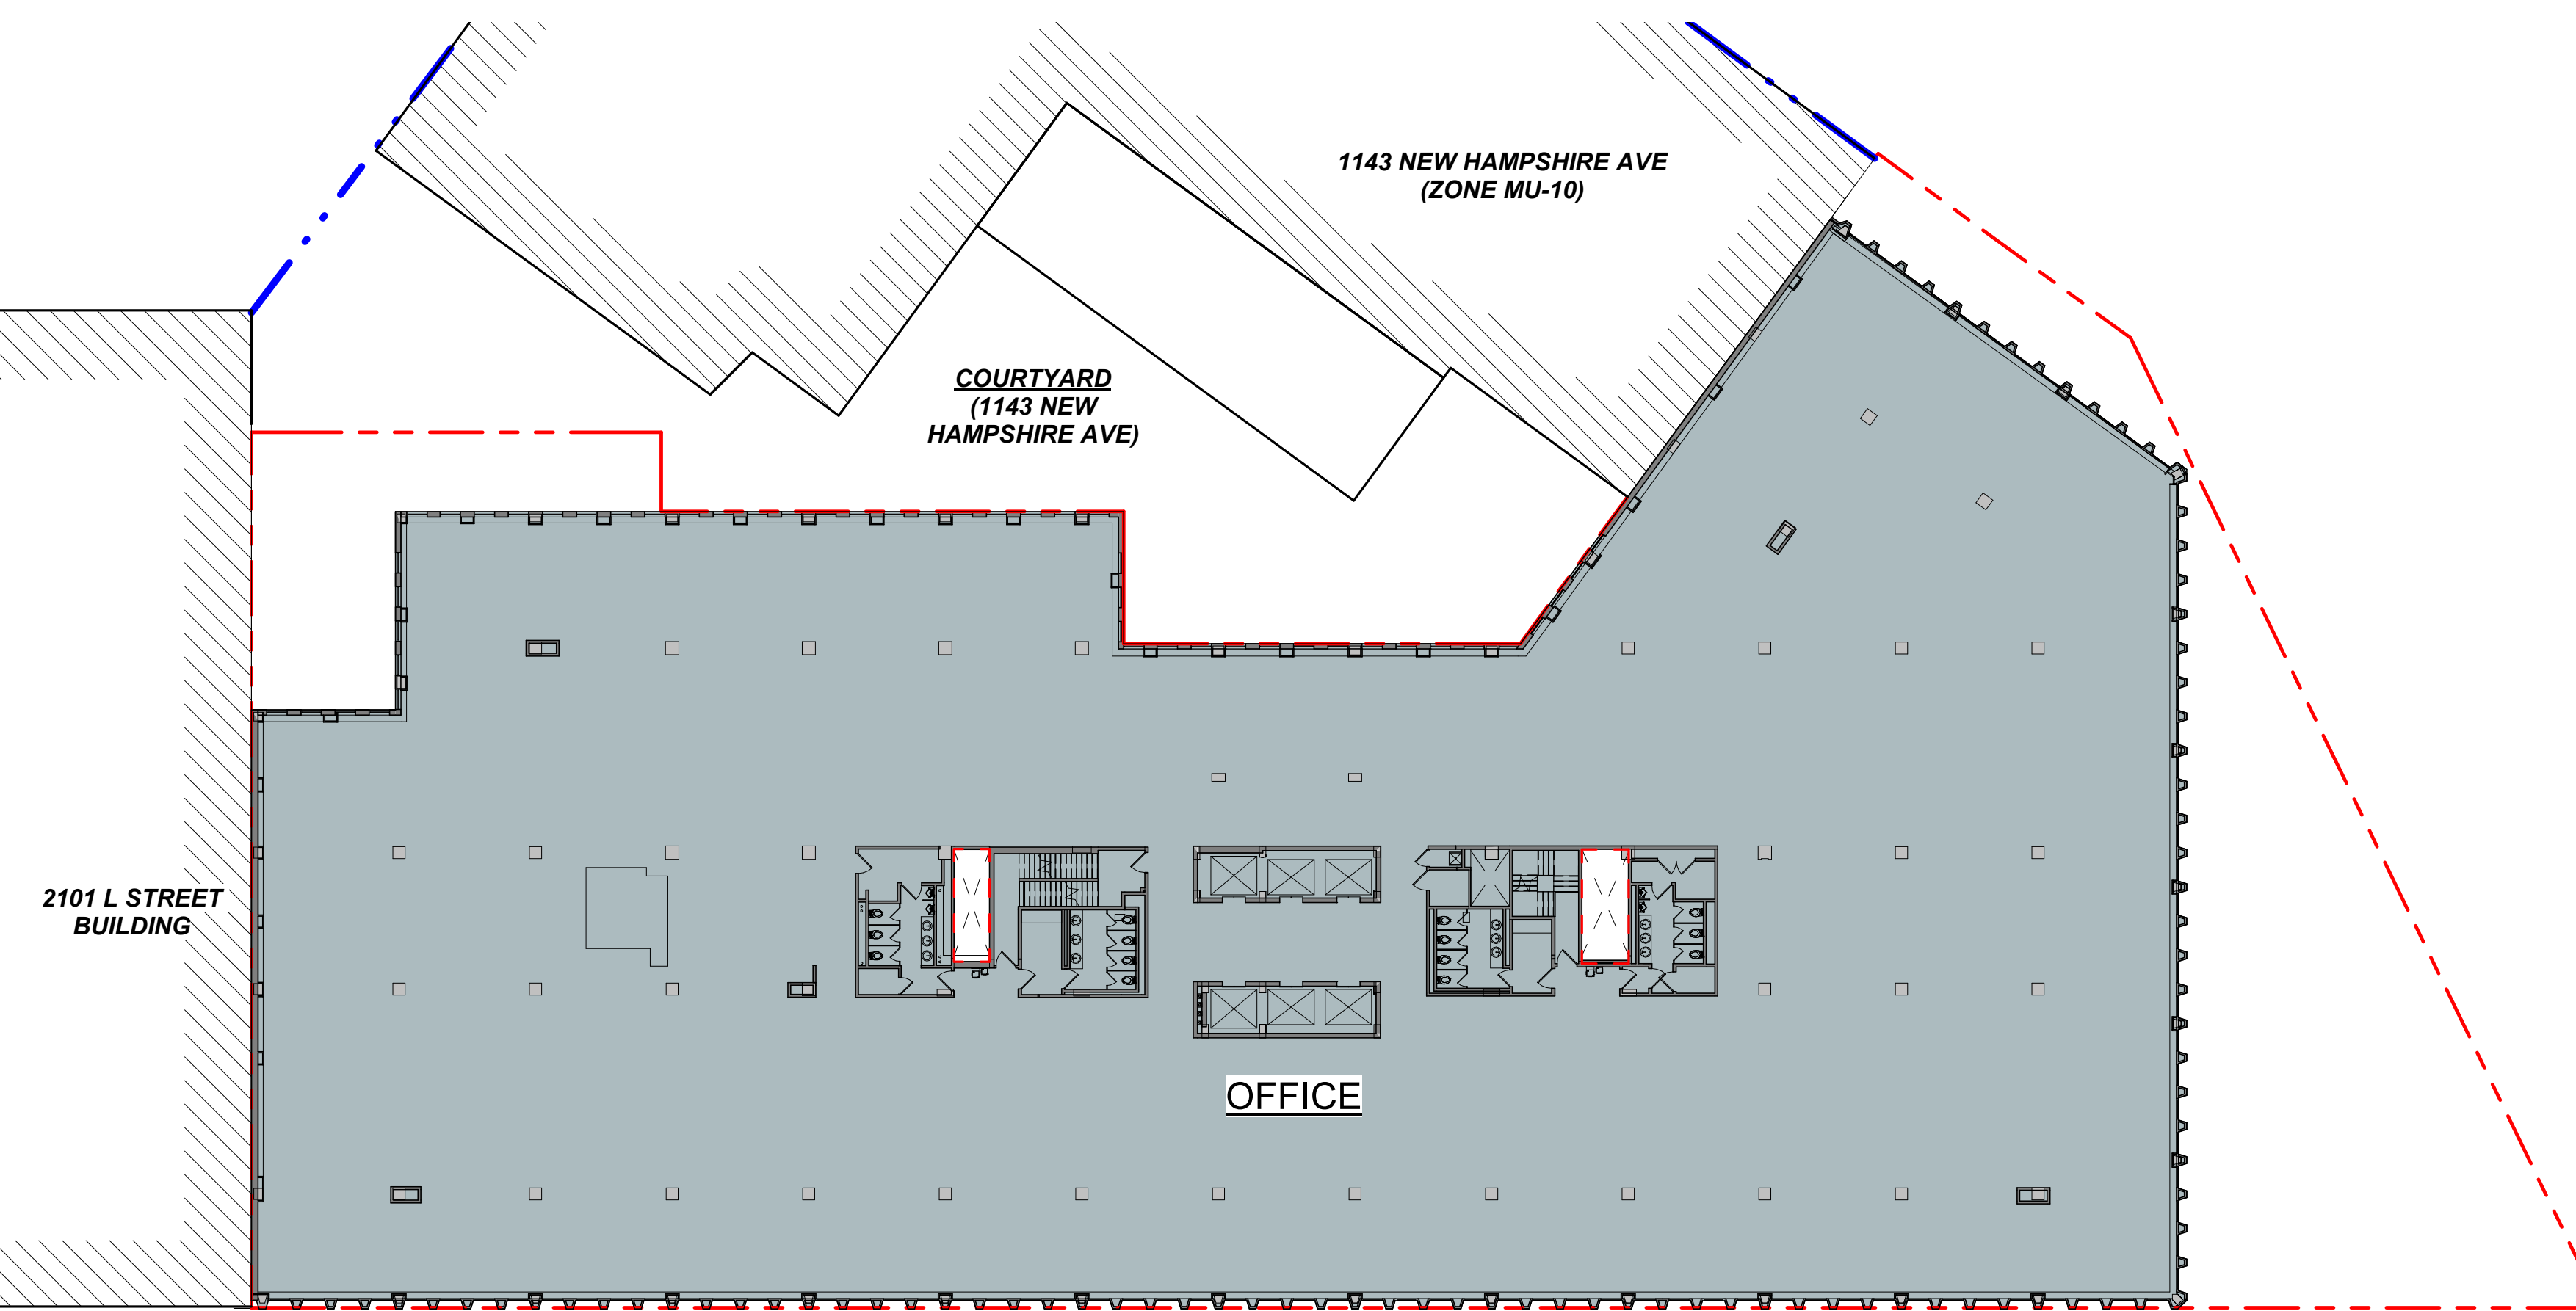 1143 NEW HAMPSHIRE AVE
(ZONE MU-10)
COURTYARD
(1143 NEW
HAMPSHIRE AVE)
2101 L STREET
BUILDING
OFFICE